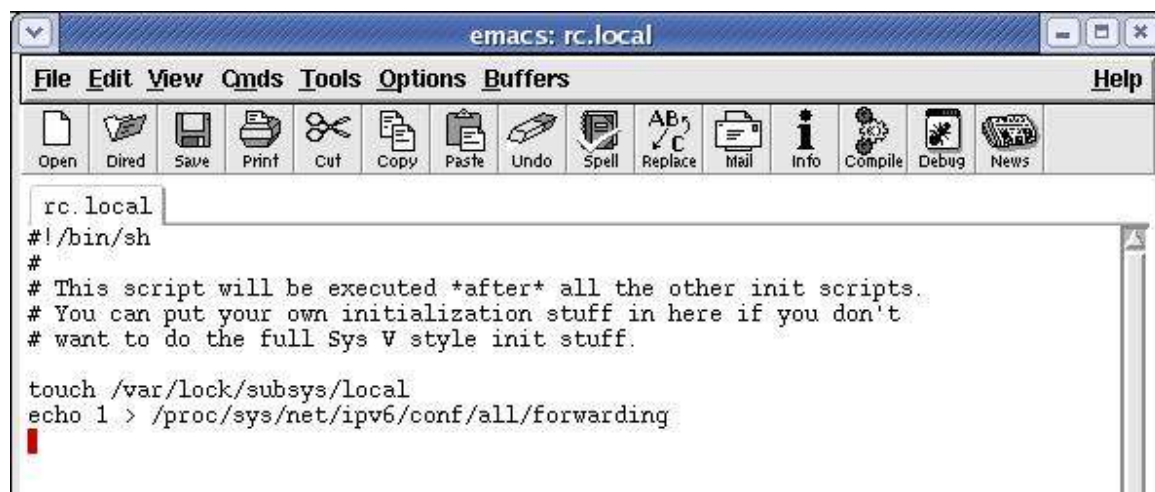 emacs: rc.local
File Edit View Cmds Tools Options Buffers Help
Open Dired Save Print Cut Copy Paste Undo Spell Replace Mail Info Compile Debug News
rc.local
#!/bin/sh
#
# This script will be executed *after* all the other init scripts.
# You can put your own initialization stuff in here if you don't
# want to do the full Sys V style init stuff.
touch /var/lock/subsys/local
echo 1 > /proc/sys/net/ipv6/conf/all/forwarding